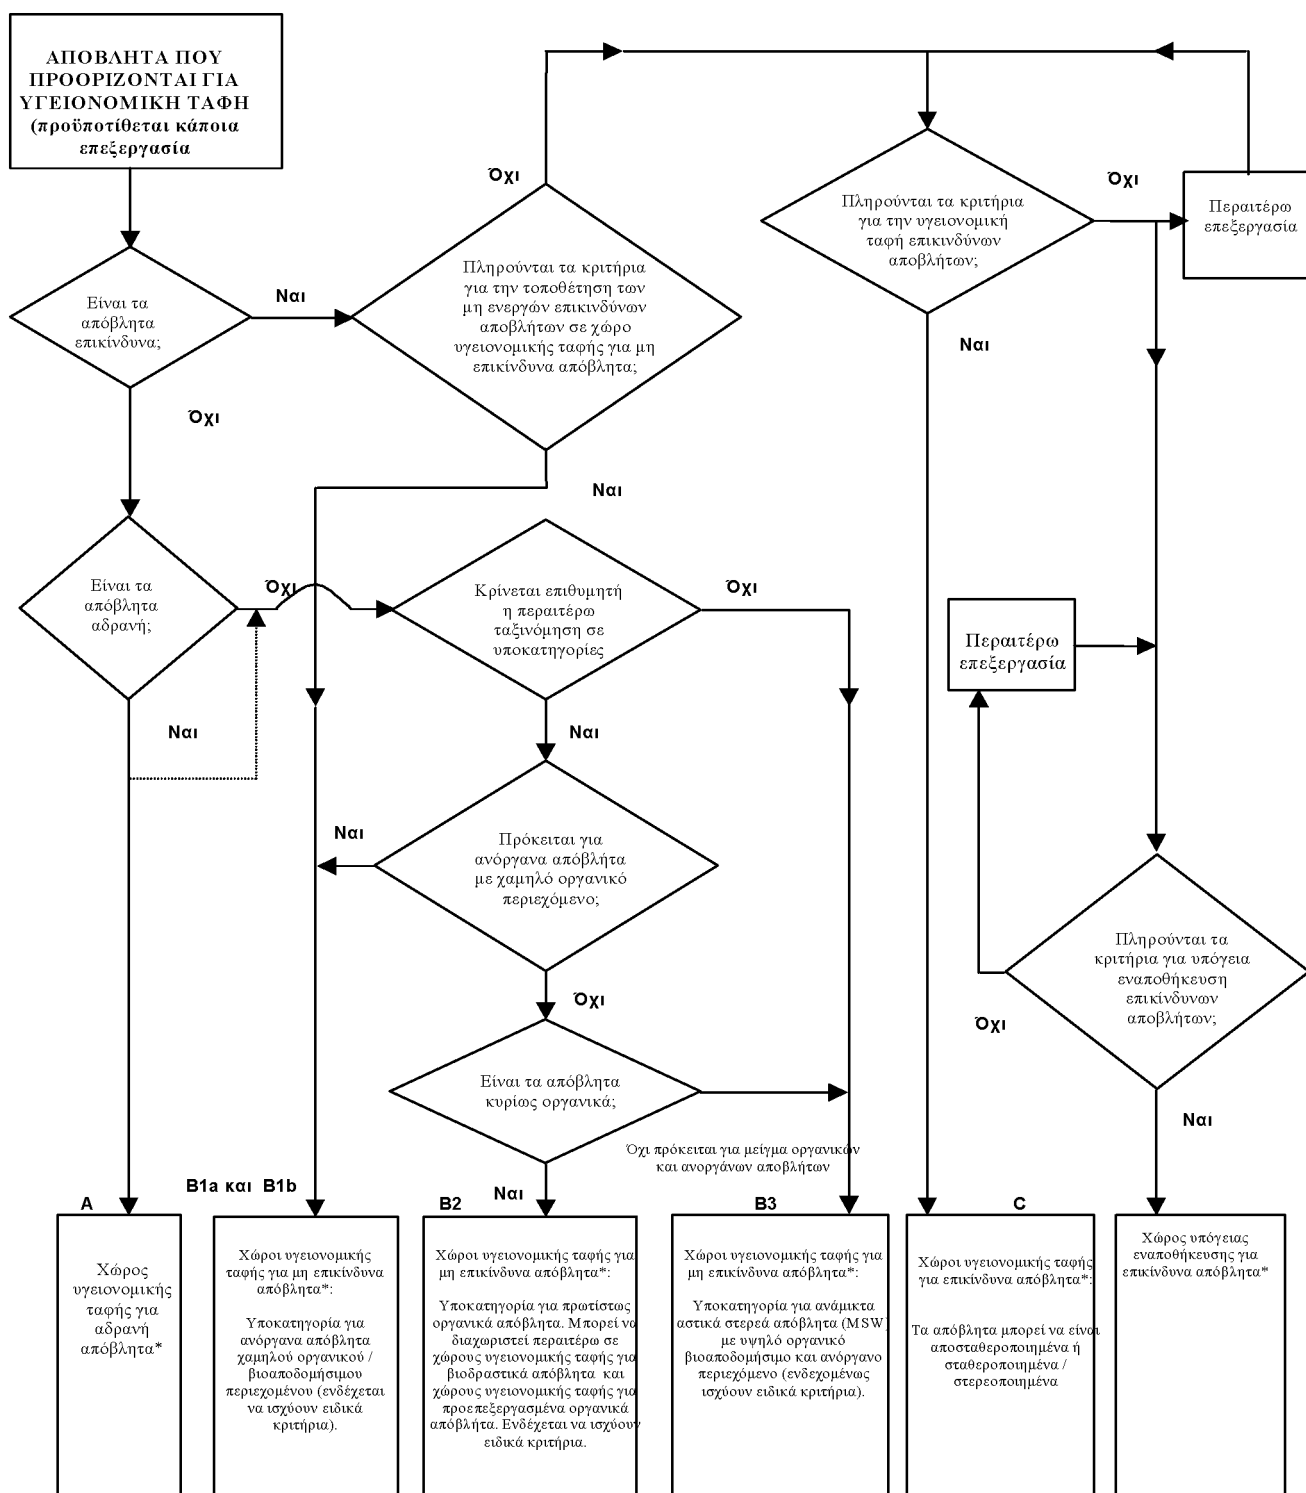 ΑΠΟΒΛΗΤΑ ΠΟΥ
ΠΡΟΟΡΙΖΟΝΤΑΙ ΓΙΑ
ΥΓΕΙΟΝΟΜΙΚΗ ΤΑΦΗ
(προϋποτίθεται κάποια
επεξεργασία
Όχι
Πληρούνται τα κριτήρια
για την υγειονομική
ταφή επικινδύνων
αποβλήτων;
Όχι
Περαιτέρω
επεξεργασία
Είναι τα
απόβλητα
επικίνδυνα;
Ναι
Πληρούνται τα κριτήρια
για την τοποθέτηση των
μη ενεργών επικινδύνων
αποβλήτων σε χώρο
υγειονομικής ταφής για μη
επικίνδυνα απόβλητα;
Ναι
Όχι
Ναι
Είναι τα
απόβλητα
αδρανή;
Όχι
Κρίνεται επιθυμητή
η περαιτέρω
ταξινόμηση σε
υποκατηγορίες
Όχι
Περαιτέρω
επεξεργασία
Ναι
Ναι
Ναι
Πρόκειται για
ανόργανα απόβλήτα
με χαμηλό οργανικό
περιεχόμενο;
Πληρούνται τα
κριτήρια για υπόγεια
εναποθήκευση
επικίνδυνων
αποβλήτων;
Όχι
Όχι
Είναι τα απόβλητα
κυρίως οργανικά;
Όχι πρόκειται για μείγμα οργανικών
και ανοργάνων αποβλήτων
Ναι
Ναι
A
B1a και B1b
B2
B3
C
Χώρος
υγειονομικής
ταφής για
αδρανή
απόβλητα*
Χώροι υγειονομικής
ταφής για μη επικίνδυνα
απόβλητα*:
Υποκατηγορία για
ανόργανα απόβλητα
χαμηλού οργανικού /
βιοαποδομήσιμου
περιεχομένου (ενδέχεται
να ισχύουν ειδικά
κριτήρια).
Χώροι υγειονομικής ταφής για
μη επικίνδυνα απόβλητα*:
Υποκατηγορία για πρωτίστως
οργανικά απόβλητα. Μπορεί να
διαχωριστεί περαιτέρω σε
χώρους υγειονομικής ταφής για
βιοδραστικά απόβλητα και
χώρους υγειονομικής ταφής για
προεπεξεργασμένα οργανικά
απόβλήτα. Ενδέχεται να ισχύουν
ειδικά κριτήρια.
Χώροι υγειονομικής ταφής για
μη επικίνδυνα απόβλητα*:
Υποκατηγορία για ανάμικτα
αστικά στερεά απόβλητα (MSW)
με υψηλό οργανικό
βιοαποδομήσιμο και ανόργανο
περιεχόμενο (ενδεχομένως
ισχύουν ειδικά κριτήρια).
Χώροι υγειονομικής ταφής
για επικίνδυνα απόβλητα*:
Τα απόβλητα μπορεί να είναι
αποσταθεροποιημένα ή
σταθεροποιημένα /
στερεοποιημένα
Χώρος υπόγειας
εναποθήκευσης για
επικίνδυνα απόβλητα*